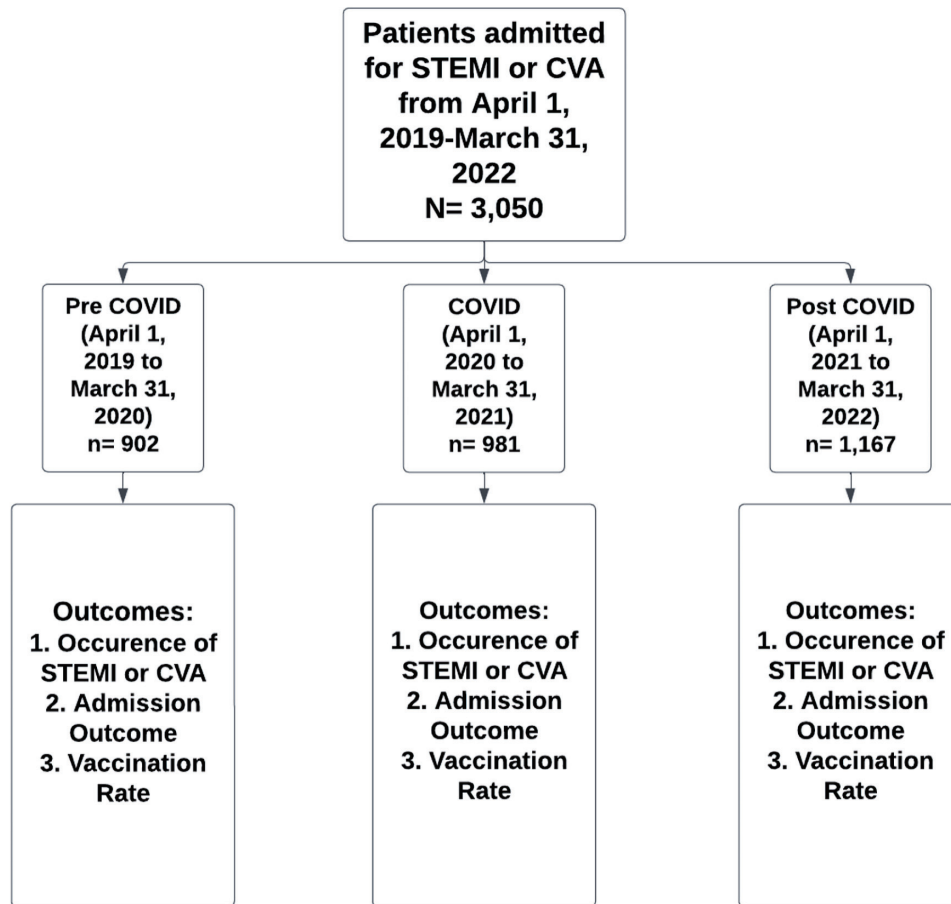 Patients admitted
for STEMI or CVA
from April 1,
2019-March 31,
2022
N= 3,050
Pre COVID
(April 1,
2019 to
March 31,
2020)
n= 902
COVID
(April 1,
2020 to
March 31,
2021)
n= 981
Post COVID
(April 1,
2021 to
March 31,
2022)
n= 1,167
Outcomes:
1. Occurence of
STEMI or CVA
2. Admission
Outcome
3. Vaccination
Rate
Outcomes:
1. Occurence of
STEMI or CVA
2. Admission
Outcome
3. Vaccination
Rate
Outcomes:
1. Occurence of
STEMI or CVA
2. Admission
Outcome
3. Vaccination
Rate